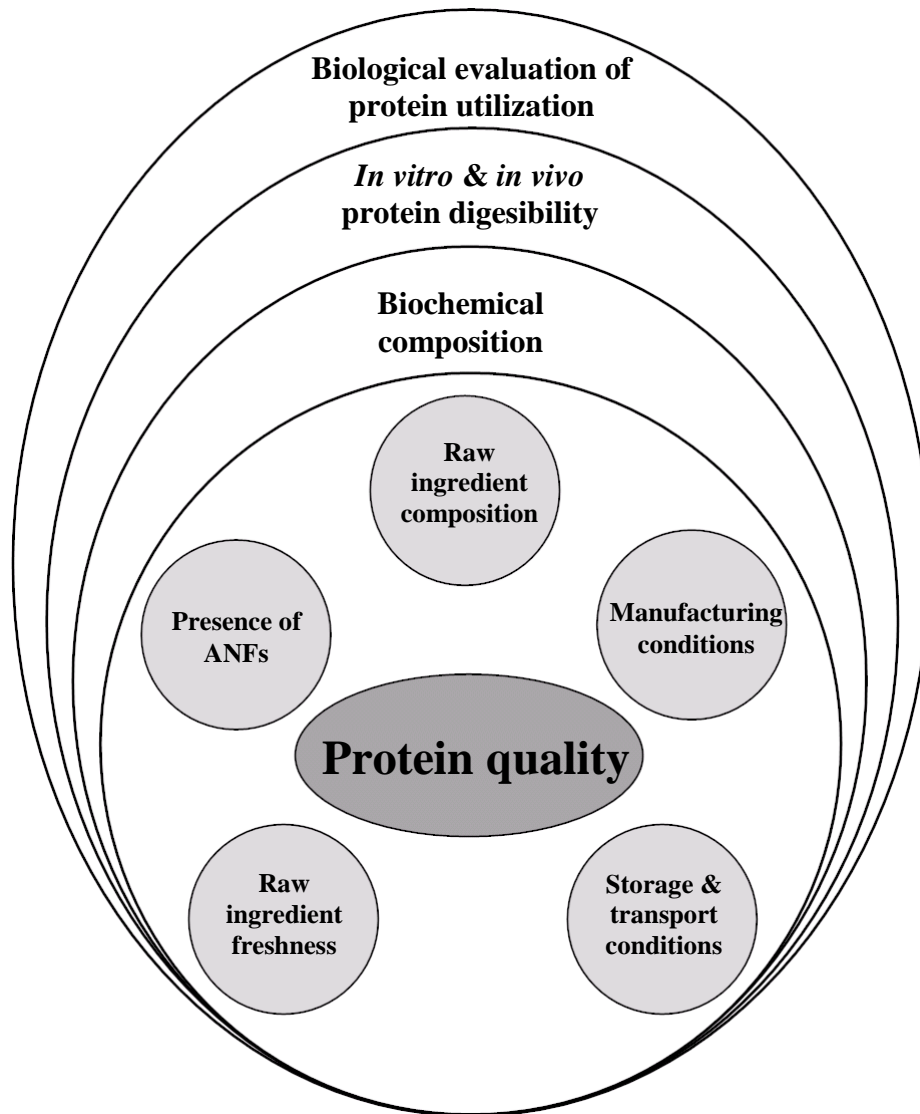 Biological evaluation of
protein utilization
In vitro & in vivo
protein digesibility
Biochemical
composition
Raw
ingredient
composition
Presence of
ANFs
Manufacturing
conditions
Protein quality
Raw
ingredient
freshness
Storage &
transport
conditions